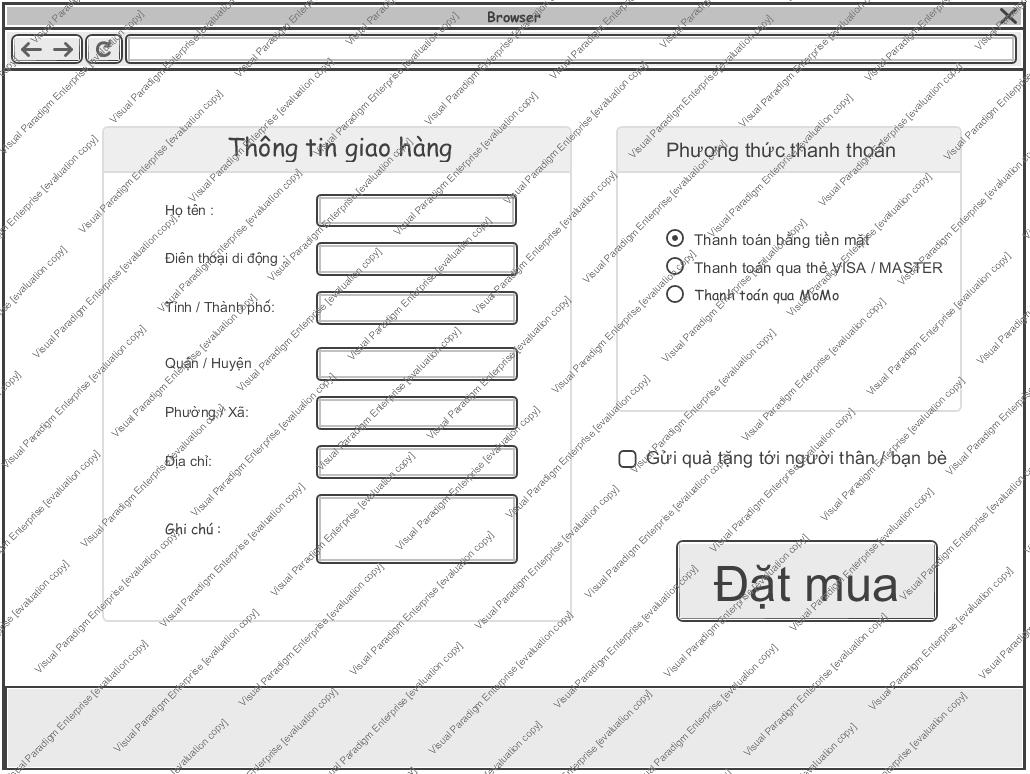 Browser
Thông tin giao hàng
Họ tên :
Điên thoại di động :
Tỉnh / Thành phố:
Quận / Huyện
Phường / Xã:
Địa chỉ:
Ghi chú :
Phương thức thanh thoán
Thanh toán bằng tiền mặt
Thanh toán qua thẻ VISA / MASTER
Thanh toán qua MoMo
Gửi quà tặng tới người thân / bạn bè
Đặt mua
Visual Paradigm Enterprise [evaluation copy]